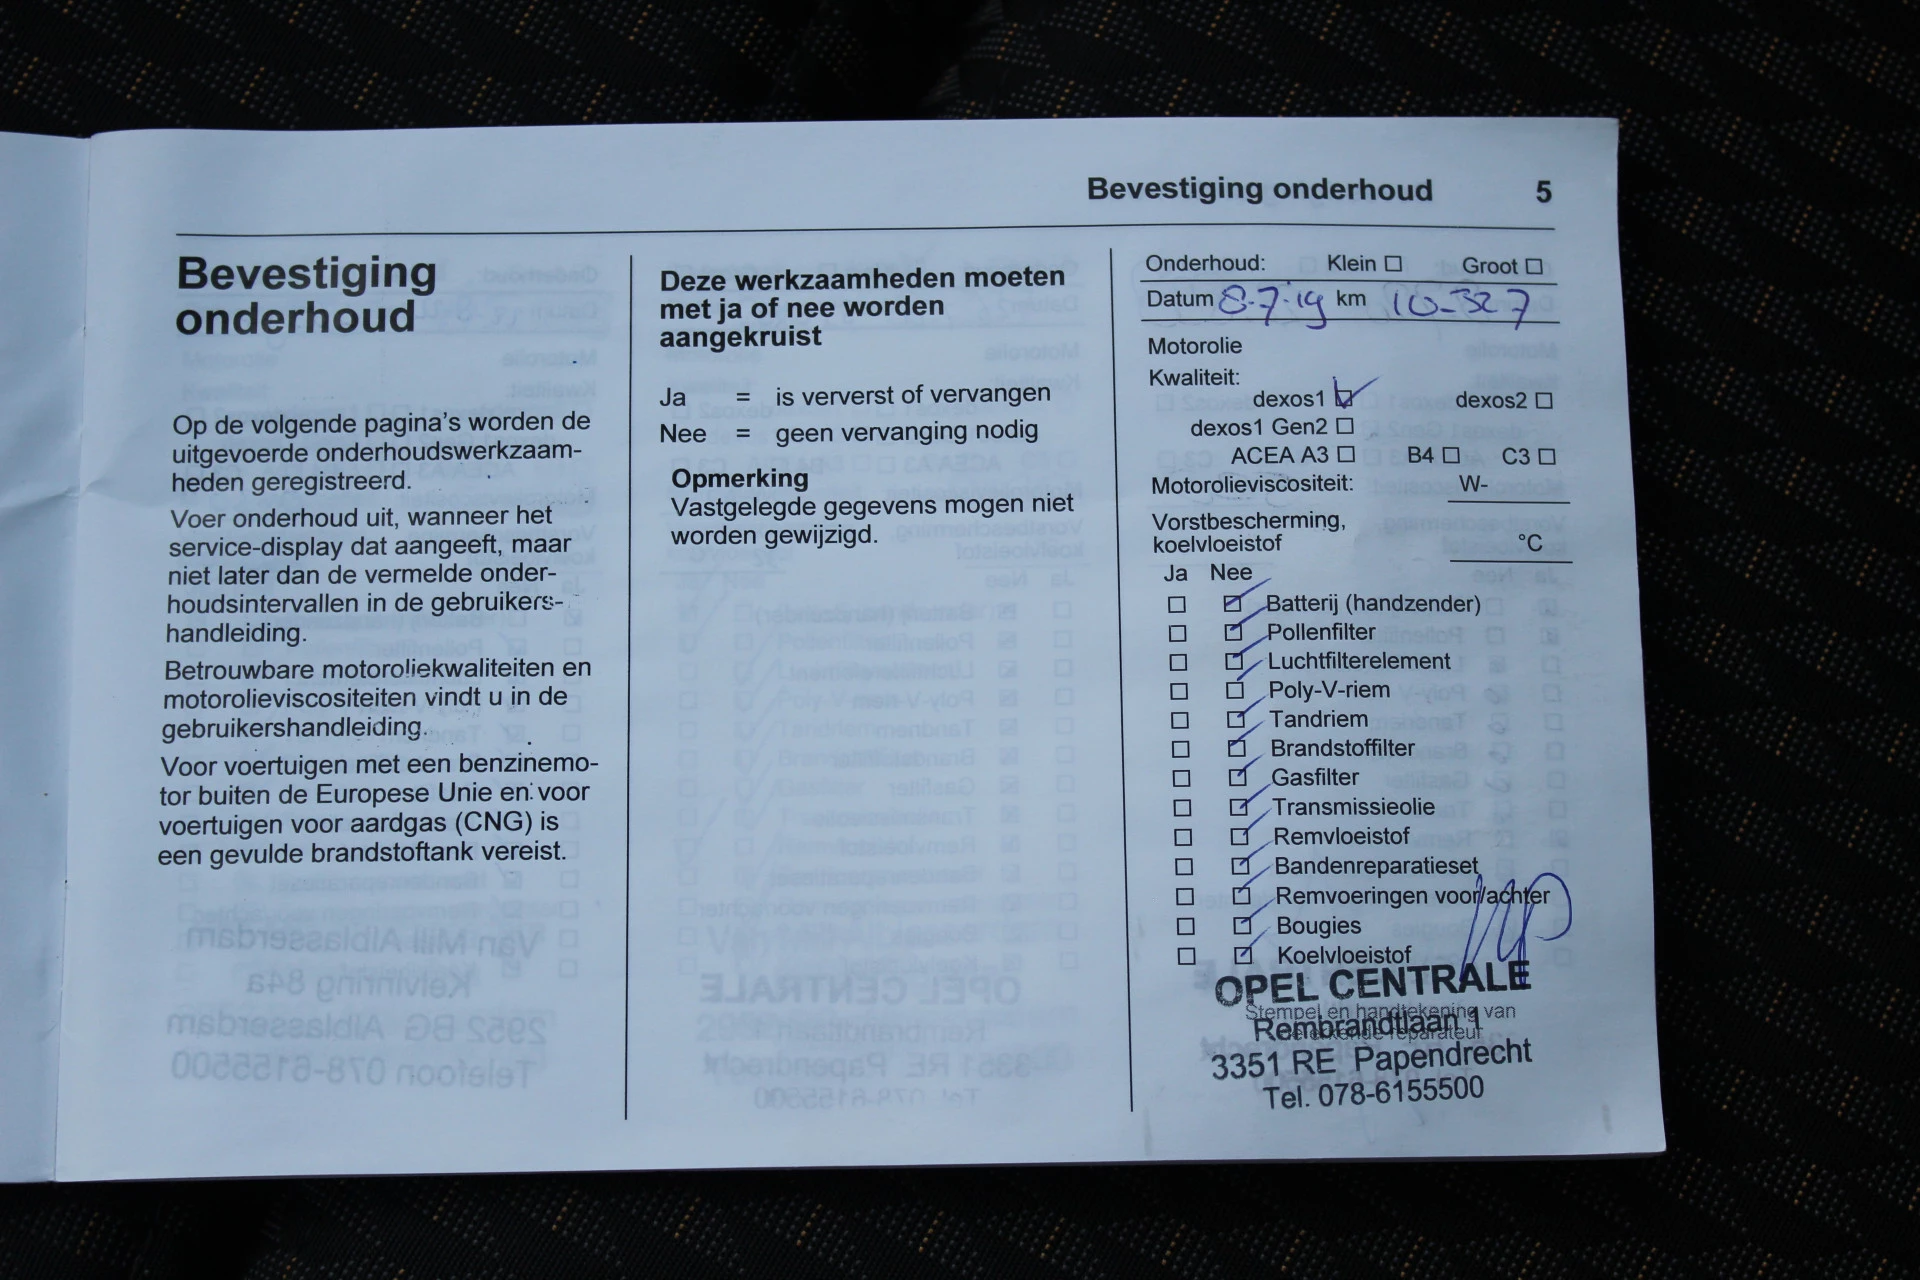 Bevestiging onderhoud 5
Bevestiging
onderhoud
Op de volgende pagina's worden de
uitgevoerde onderhoudswerkzaam-
heden geregistreerd.
Voer onderhoud uit, wanneer het
service-display dat aangeeft, maar
niet later dan de vermelde onder-
houdsintervallen in de gebruikers-
handleiding.
Betrouwbare motoroliekwaliteiten en
motorolieviscositeiten vindt u in de
gebruikershandleiding.
Voor voertuigen met een benzinemo-
tor buiten de Europese Unie en voor
voertuigen voor aardgas (CNG) is
een gevulde brandstoftank vereist.
Deze werkzaamheden moeten
met ja of nee worden
aangekruist
Ja = is ververst of vervangen
Nee = geen vervanging nodig
Opmerking
Vastgelegde gegevens mogen niet
worden gewijzigd.
Onderhoud: Klein Groot
Datum 8-7-19 km 10-327
Motorolie
Kwaliteit:
dexos1 dexos2
dexos1 Gen2
ACEA A3 B4 C3
Motorolieviscositeit: W-
Vorstbescherming,
koelvloeistof °C
Ja Nee
Batterij (handzender)
Pollenfilter
Luchtfilterelement
Poly-V-riem
Tandriem
Brandstoffilter
Gasfilter
Transmissieolie
Remvloeistof
Bandenreparatieset
Remvoeringen voor/achter
Bougies
Koelvloeistof
OPEL CENTRALE
Stempel en handtekening van
Rembrandtlaan 1
reparateur
3351 RE Papendrecht
Tel. 078-6155500